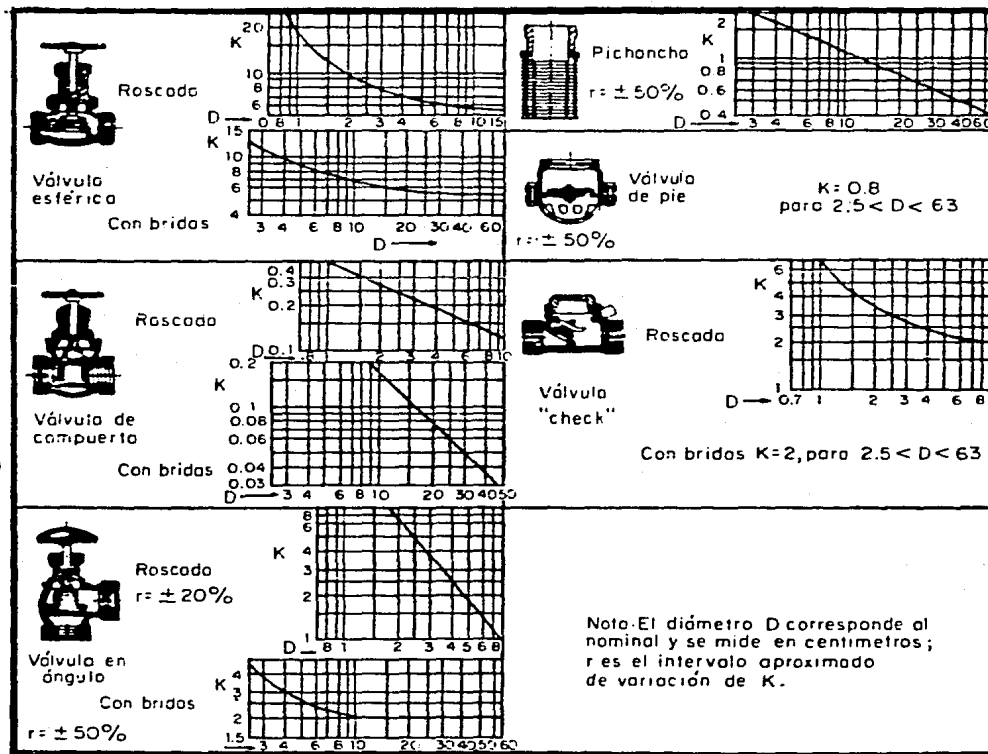 K
20
10
8
6
Roscada
D
0 8 1 2 3 4 6 8 10 15
K
15
10
8
6
4
Válvula
esférica
Con bridas
3 4 6 8 10 20 30 40 60
D
Pichancha
r = ± 50%
K
2
1
0.8
0.6
0.4
D
3 4 6 10 20 30 40 60
Válvula
de pie
r = ± 50%
K = 0.8
para 2.5 < D < 63
Roscada
K
0.4
0.3
0.2
0.1
D
2 3 4 6 8 10
Válvula de
compuerta
Con bridas
K
0.2
0.1
0.08
0.06
0.04
0.03
D
3 4 6 8 10 20 30 40 50
Roscada
K
6
4
3
2
1
D
0.7 1 2 3 4 6 8
Válvula
"check"
Con bridas K=2, para 2.5 < D < 63
Roscada
r = ± 20%
K
8
6
4
3
2
1
D
8 1 2 3 4 5 6 8
Válvula en
ángulo
Con bridas
r = ± 50%
K
4
3
2
1.5
3 4 6 10 20 30 40 50 60
Nota·El diámetro D corresponde al
nominal y se mide en centímetros;
r es el intervalo aproximado
de variación de K.